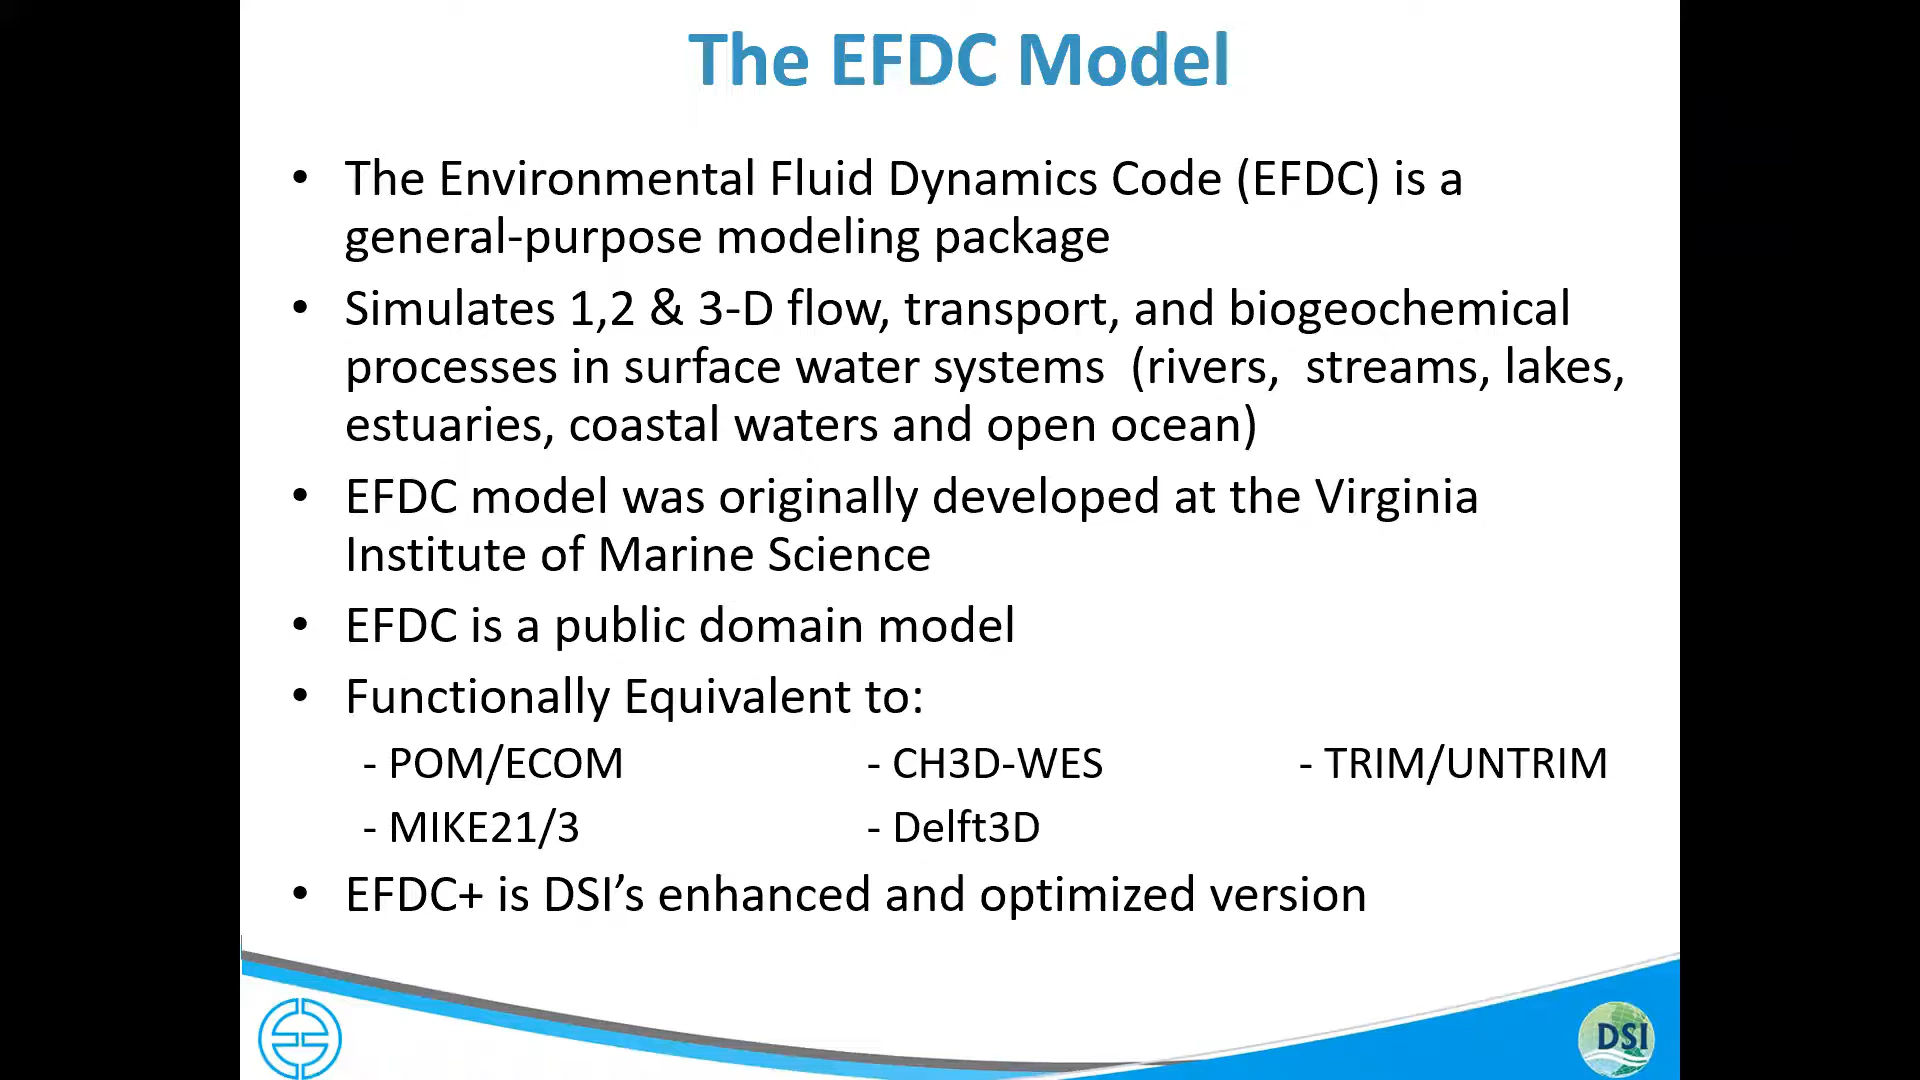 The EFDC Model
• The Environmental Fluid Dynamics Code (EFDC) is a
general-purpose modeling package
• Simulates 1,2 & 3-D flow, transport, and biogeochemical
processes in surface water systems (rivers, streams, lakes,
estuaries, coastal waters and open ocean)
• EFDC model was originally developed at the Virginia
Institute of Marine Science
• EFDC is a public domain model
• Functionally Equivalent to:
- POM/ECOM - CH3D-WES - TRIM/UNTRIM
- MIKE21/3 - Delft3D
• EFDC+ is DSI’s enhanced and optimized version
DSI